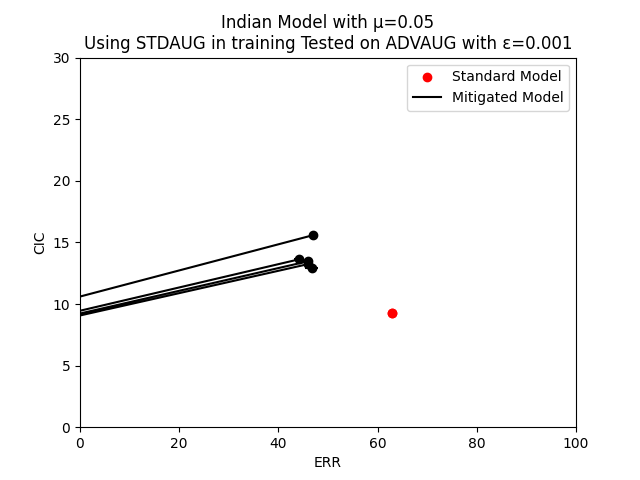 Indian Model with μ=0.05
Using STDAUG in training Tested on ADVAUG with ε=0.001
Standard Model
Mitigated Model
CIC
30
25
20
15
10
5
0
0 20 40 60 80 100
ERR